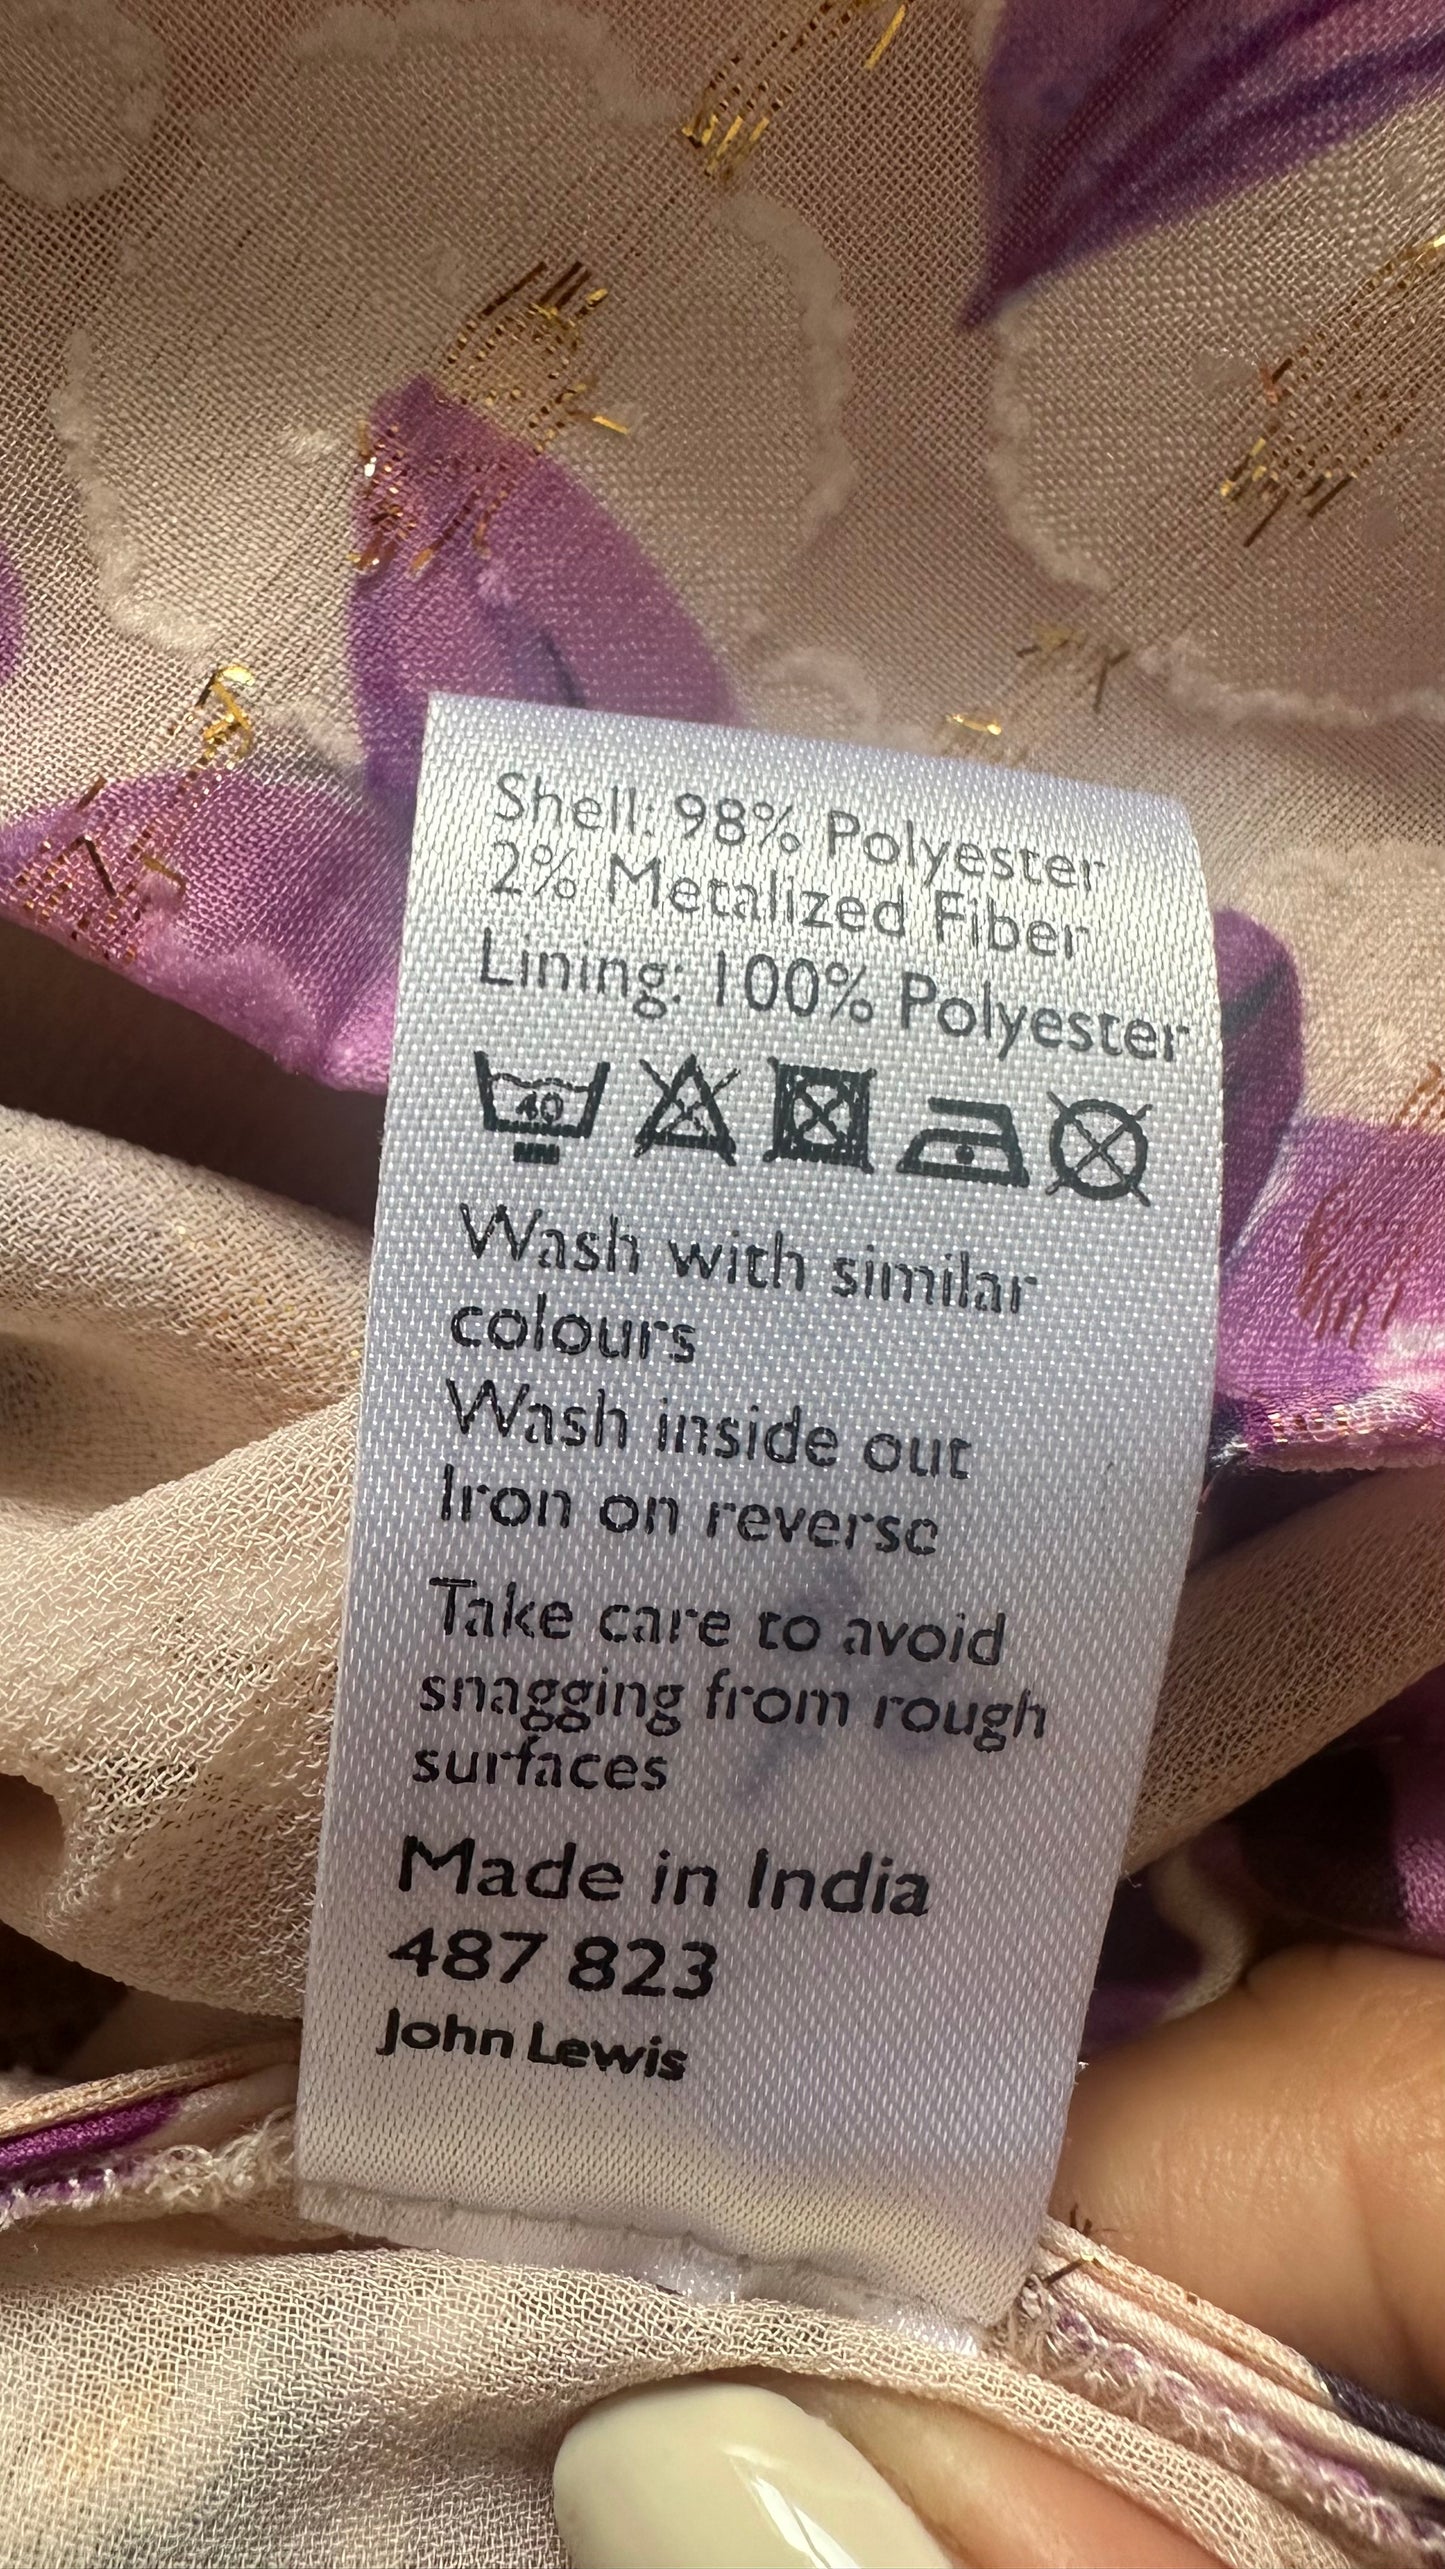 Shell: 98% Polyester
2% Metalized Fiber
Lining: 100% Polyester
40
Wash with similar
colours
Wash inside out
Iron on reverse
Take care to avoid
snagging from rough
surfaces
Made in India
487 823
John Lewis